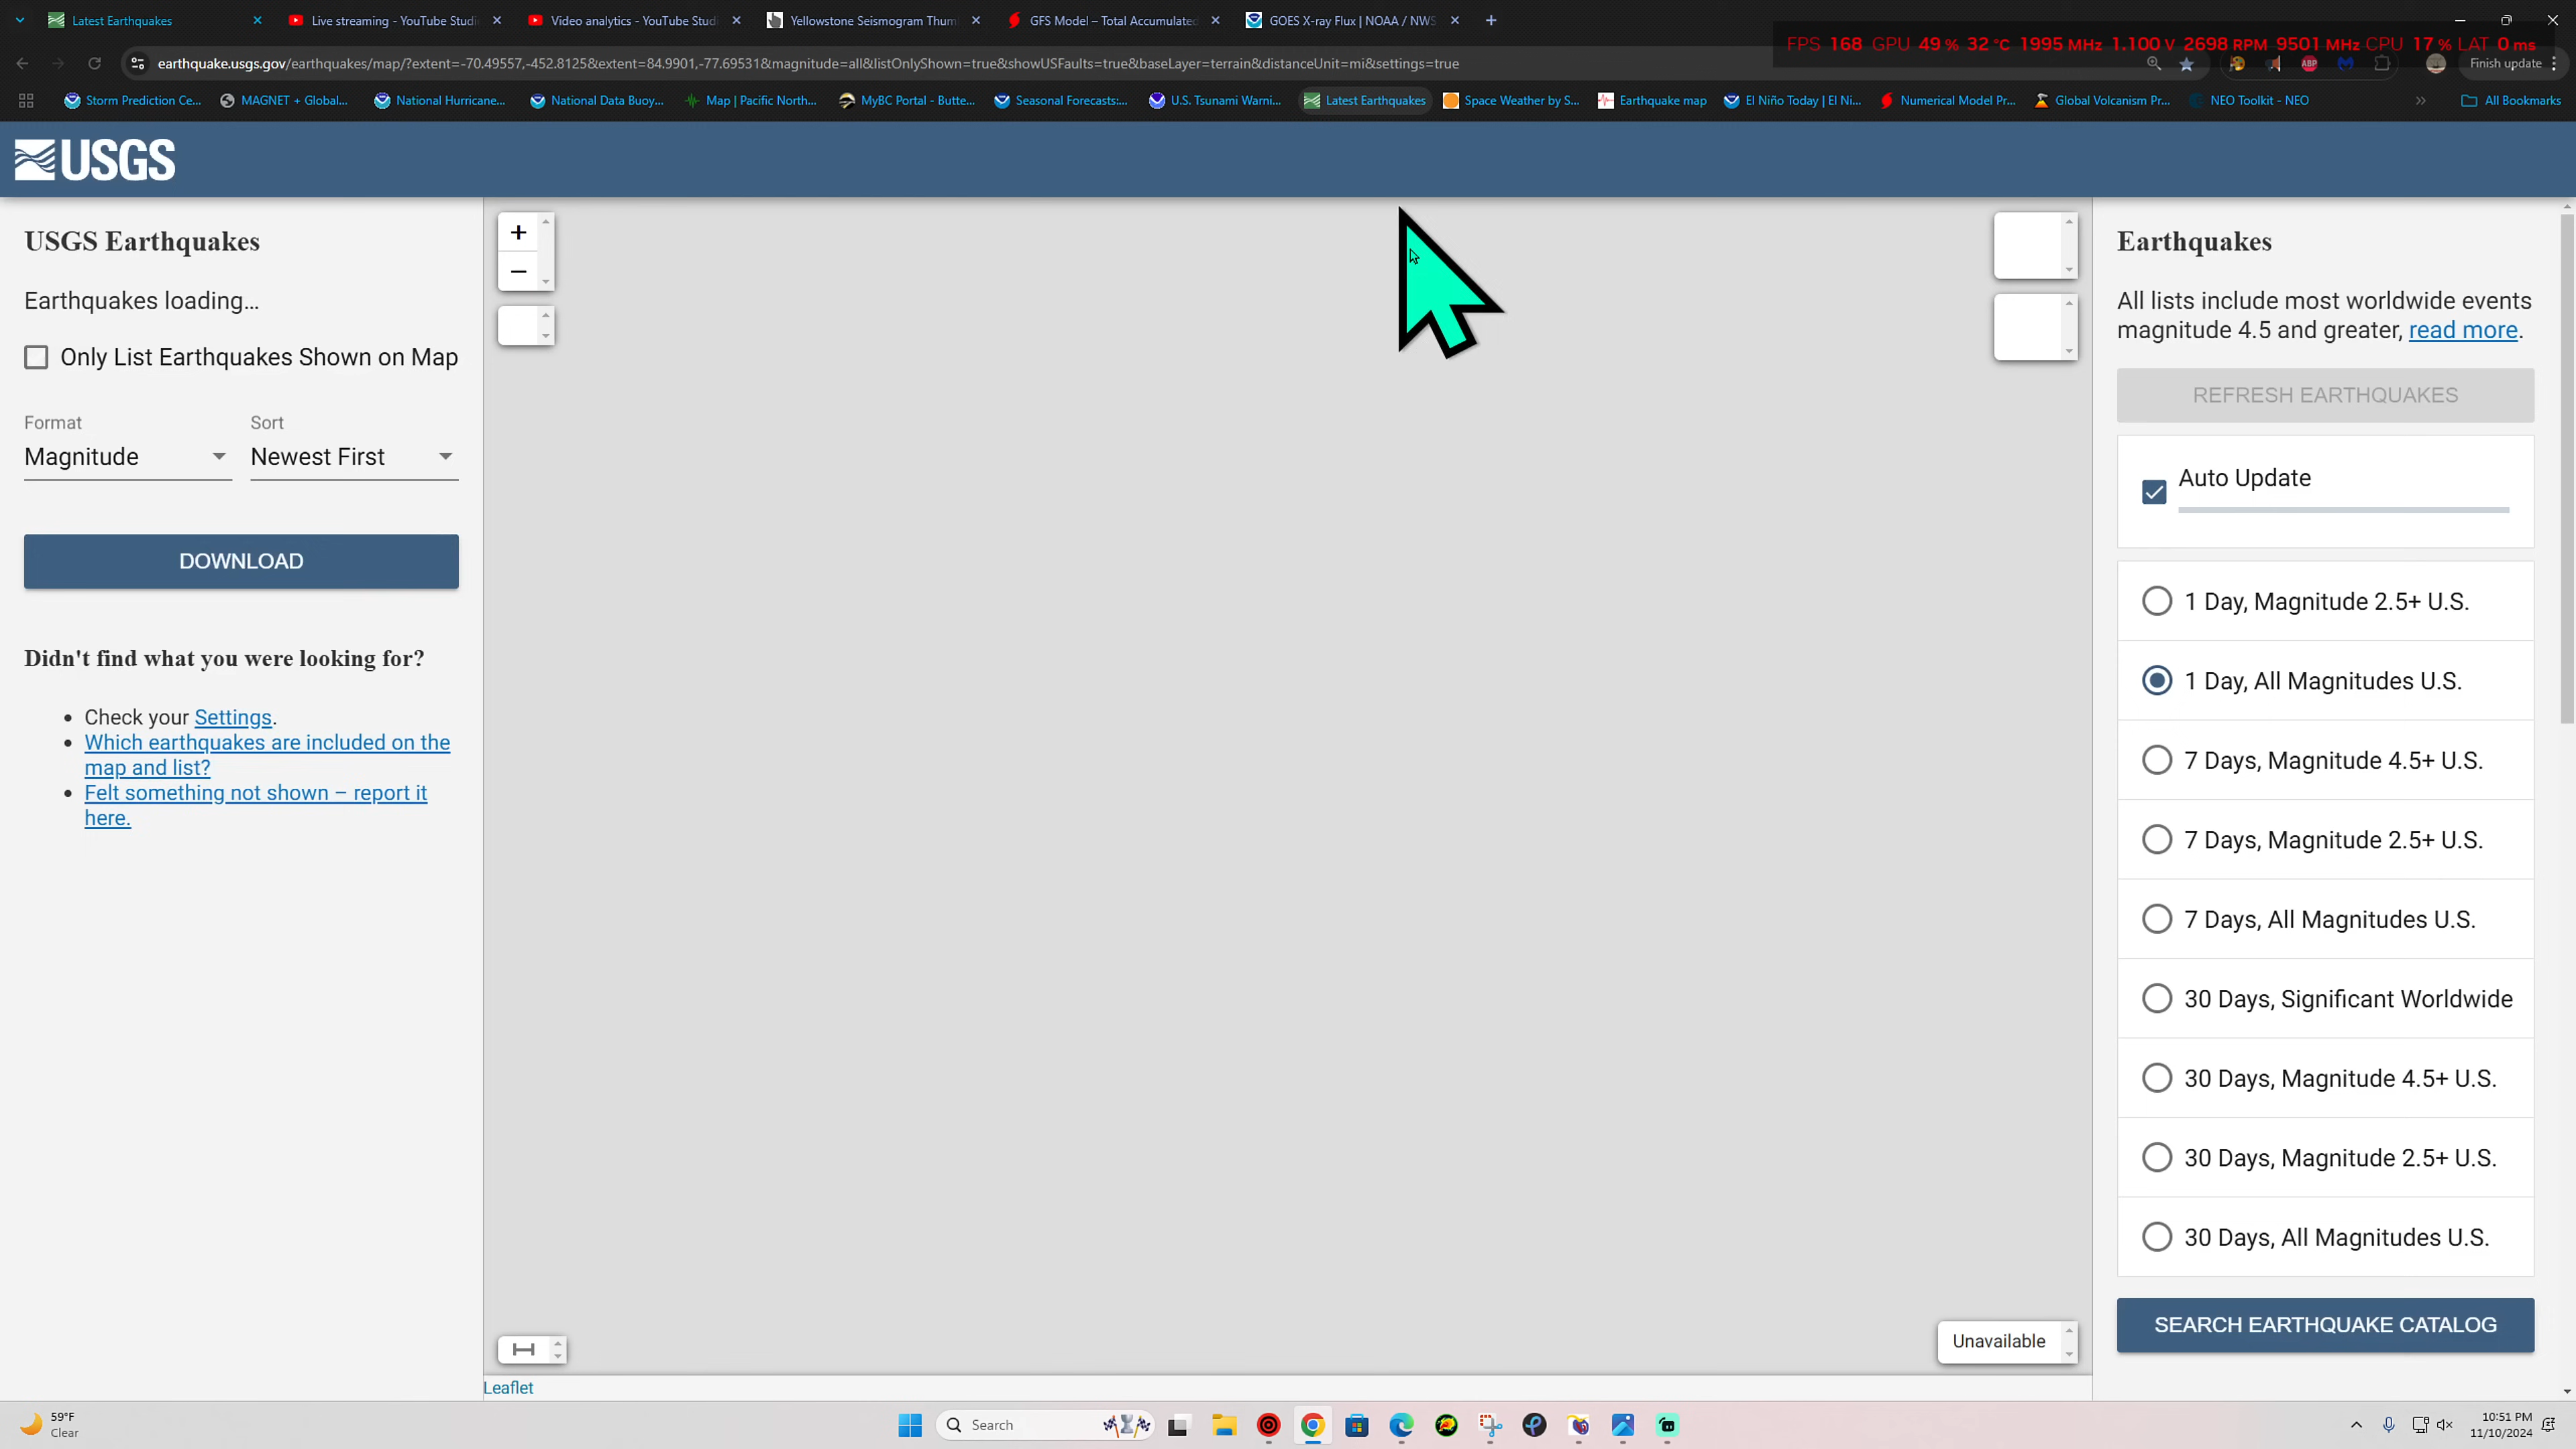 Latest Earthquakes
Live streaming - YouTube Studi
Video analytics - YouTube Studi
Yellowstone Seismogram Thum
GFS Model – Total Accumulated
GOES X-ray Flux | NOAA / NWS
FPS 168 GPU 49 % 32 °C 1995 MHz 1.100 V 2698 RPM 9501 MHz CPU 17 % LAT 0 ms
earthquake.usgs.gov/earthquakes/map/?extent=-70.49557,-452.8125&extent=84.9901,-77.69531&magnitude=all&listOnlyShown=true&showUSFaults=true&baseLayer=terrain&distanceUnit=mi&settings=true
ABP
Finish update
Storm Prediction Ce...
MAGNET + Global...
National Hurricane...
National Data Buoy...
Map | Pacific North...
MyBC Portal - Butte...
Seasonal Forecasts:...
U.S. Tsunami Warni...
Latest Earthquakes
Space Weather by S...
Earthquake map
El Niño Today | El Ni...
Numerical Model Pr...
Global Volcanism Pr...
NEO Toolkit - NEO
All Bookmarks
USGS
USGS Earthquakes
Earthquakes loading...
Only List Earthquakes Shown on Map
Format
Sort
Magnitude
Newest First
DOWNLOAD
Didn't find what you were looking for?
Check your Settings.
Which earthquakes are included on the
map and list?
Felt something not shown – report it
here.
+
−
Unavailable
Leaflet
Earthquakes
All lists include most worldwide events
magnitude 4.5 and greater, read more.
REFRESH EARTHQUAKES
Auto Update
1 Day, Magnitude 2.5+ U.S.
1 Day, All Magnitudes U.S.
7 Days, Magnitude 4.5+ U.S.
7 Days, Magnitude 2.5+ U.S.
7 Days, All Magnitudes U.S.
30 Days, Significant Worldwide
30 Days, Magnitude 4.5+ U.S.
30 Days, Magnitude 2.5+ U.S.
30 Days, All Magnitudes U.S.
SEARCH EARTHQUAKE CATALOG
59°F
Clear
Search
10:51 PM
11/10/2024